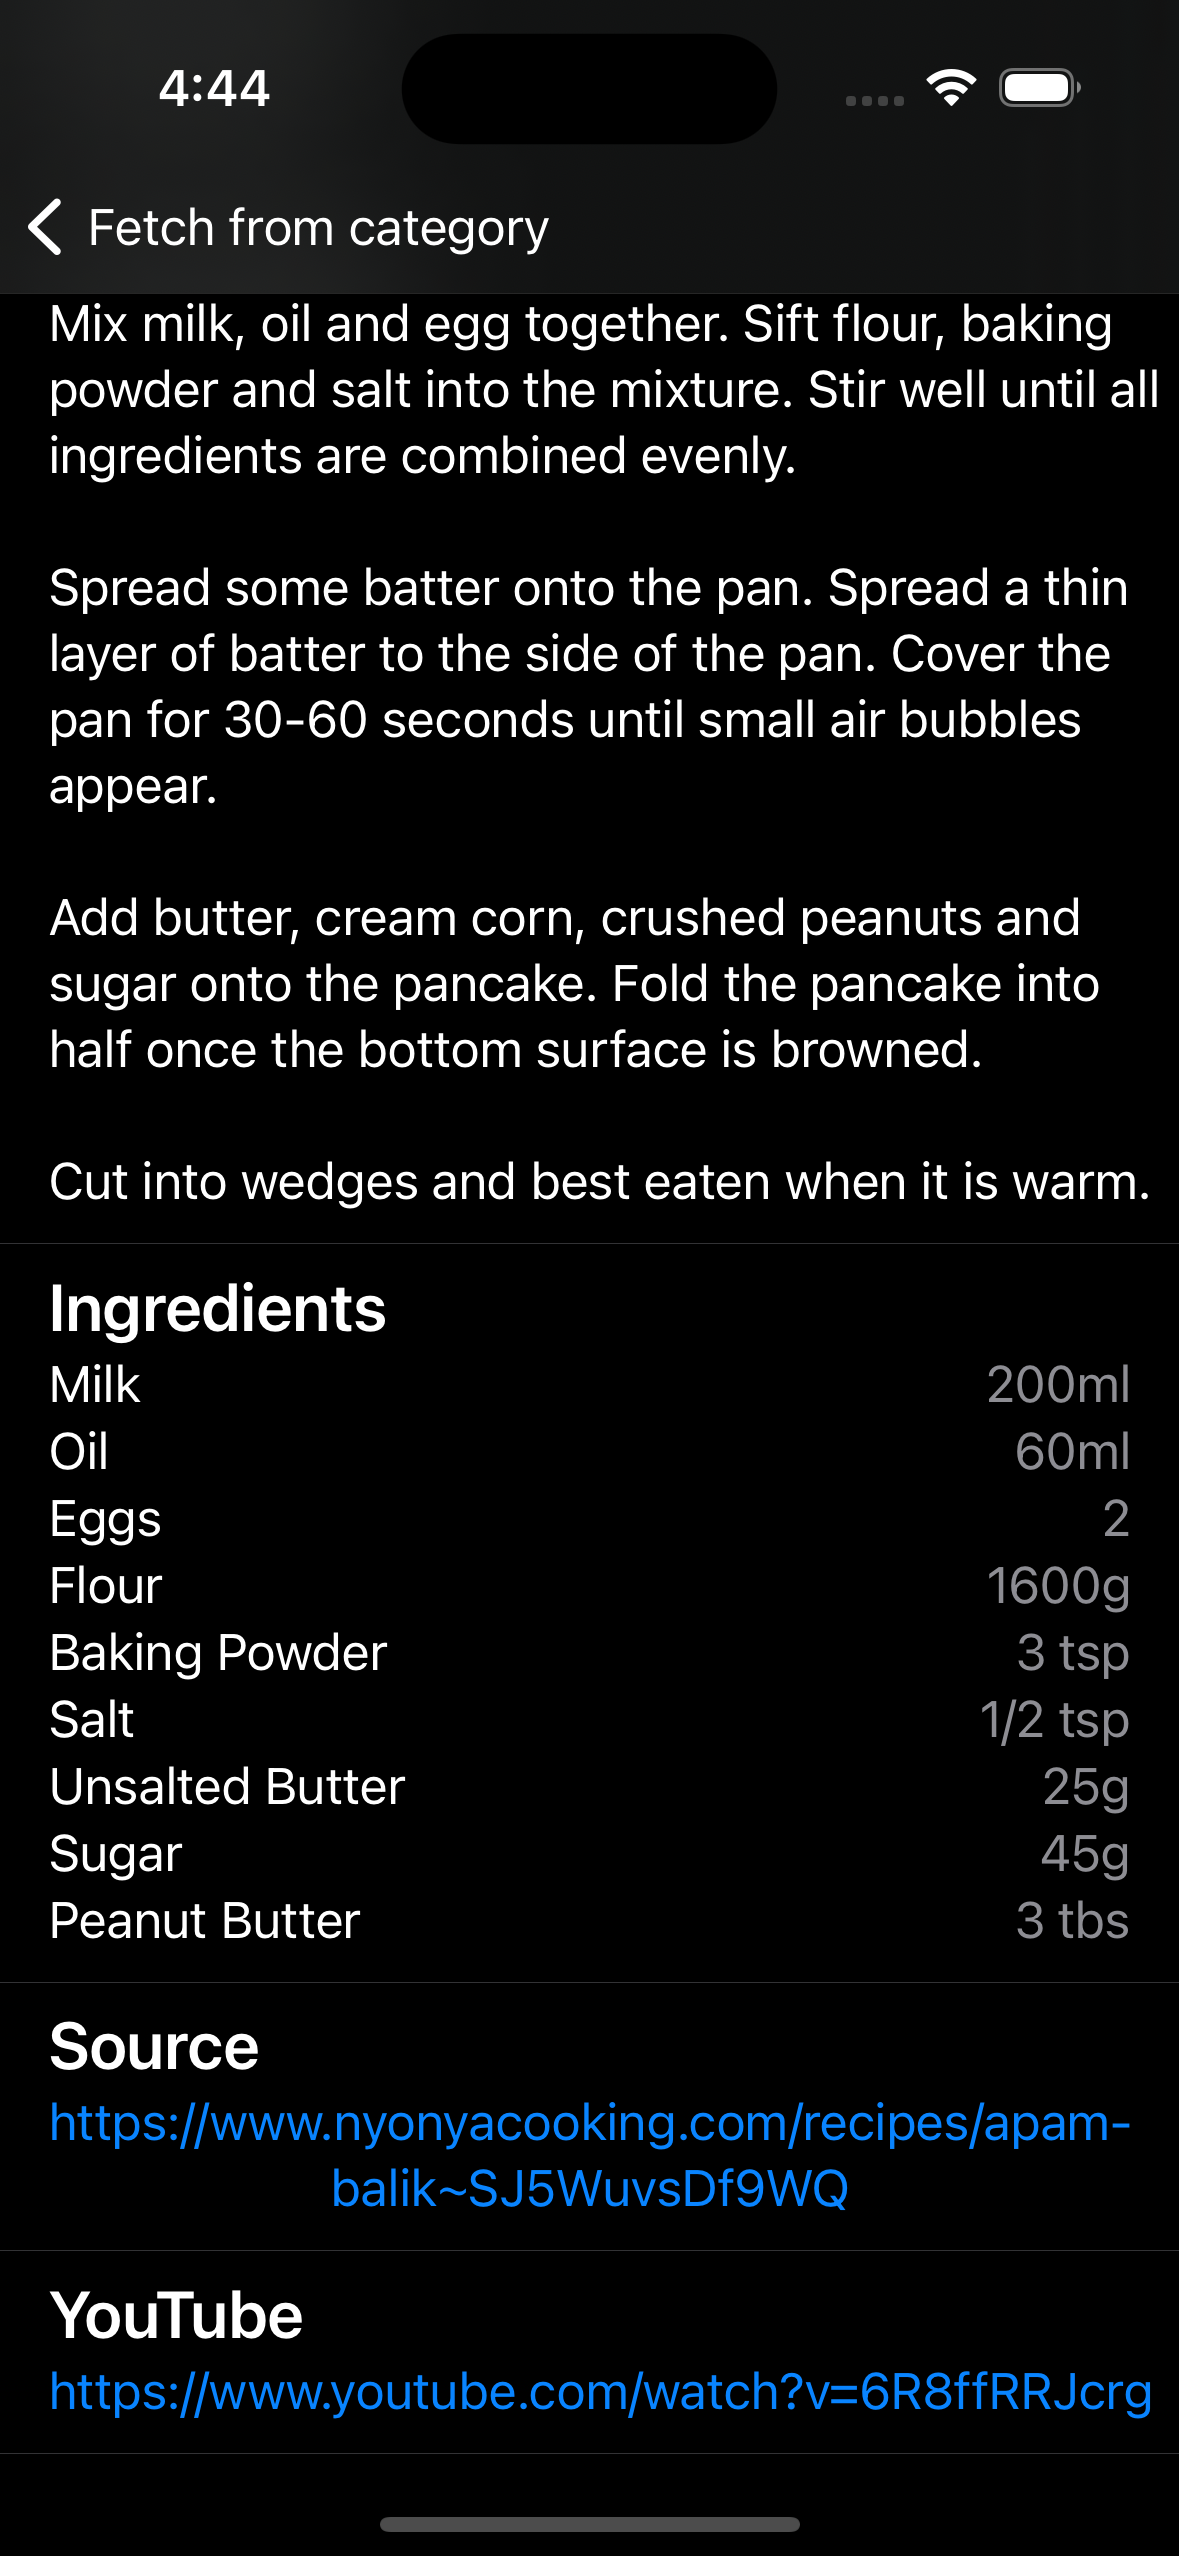 4:44
Fetch from category
Mix milk, oil and egg together. Sift flour, baking
powder and salt into the mixture. Stir well until all
ingredients are combined evenly.
Spread some batter onto the pan. Spread a thin
layer of batter to the side of the pan. Cover the
pan for 30-60 seconds until small air bubbles
appear.
Add butter, cream corn, crushed peanuts and
sugar onto the pancake. Fold the pancake into
half once the bottom surface is browned.
Cut into wedges and best eaten when it is warm.
Ingredients
Milk 200ml
Oil 60ml
Eggs 2
Flour 1600g
Baking Powder 3 tsp
Salt 1/2 tsp
Unsalted Butter 25g
Sugar 45g
Peanut Butter 3 tbs
Source
https://www.nyonyacooking.com/recipes/apam-
balik~SJ5WuvsDf9WQ
YouTube
https://www.youtube.com/watch?v=6R8ffRRJcrg